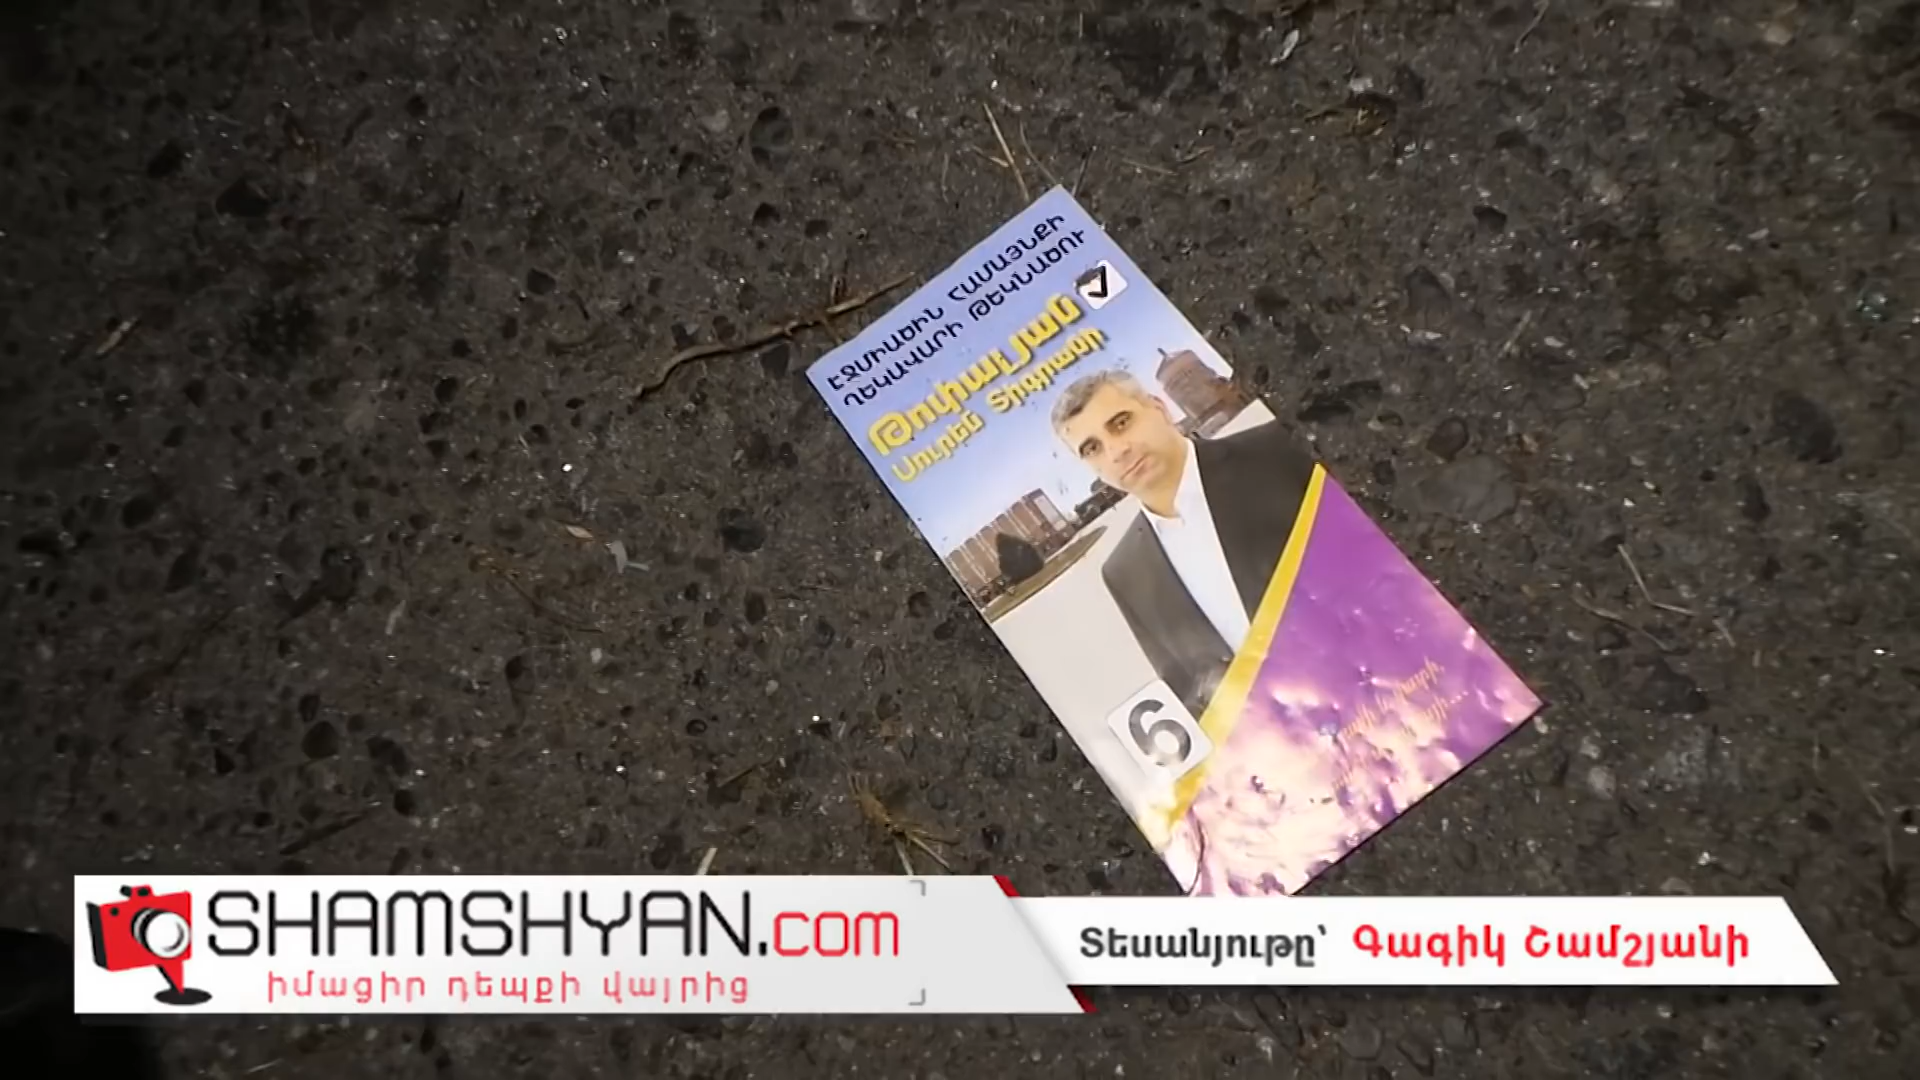 ԷՋՄԻԱԾԻՆ ՀԱՄԱՅՆՔԻ
ՂԵԿԱՎԱՐԻ ԹԵԿՆԱԾՈՒ
Թոփալյան
Սուրեն Տիգրանի
6
SHAMSHYAN.com
իմացիր դեպքի վայրից
Տեսանյութը՝ Գագիկ Շամշյանի